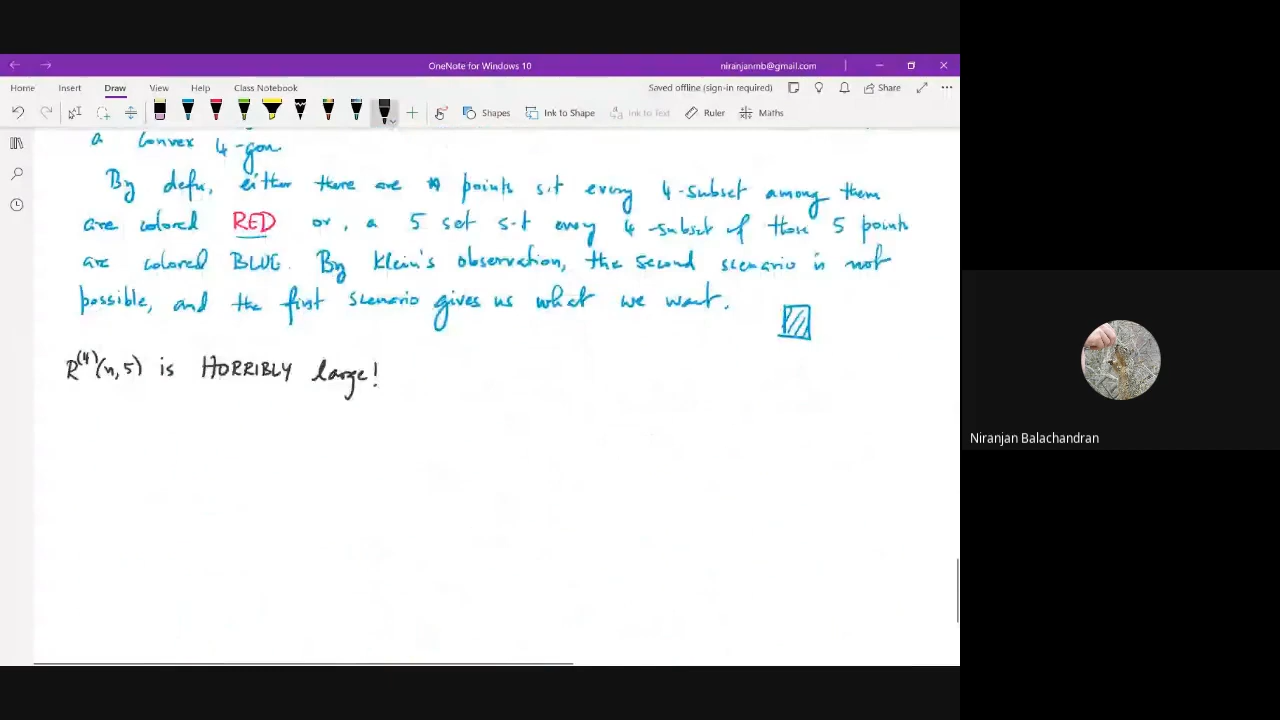 OneNote for Windows 10
niranjanmb@gmail.com
Home Insert Draw View Help Class Notebook
Saved offline (sign-in required)
Share
Shapes Ink to Shape Ink to Text Ruler Maths
a convex 4-gon
By defn, either there are n points s.t every 4-subset among them
are colored RED or, a 5 set s.t every 4-subset of those 5 points
are colored BLUE. By Klein's observation, the second scenario is not
possible, and the first scenario gives us what we want.
R^(4)(n,5) is HORRIBLY large!
Niranjan Balachandran